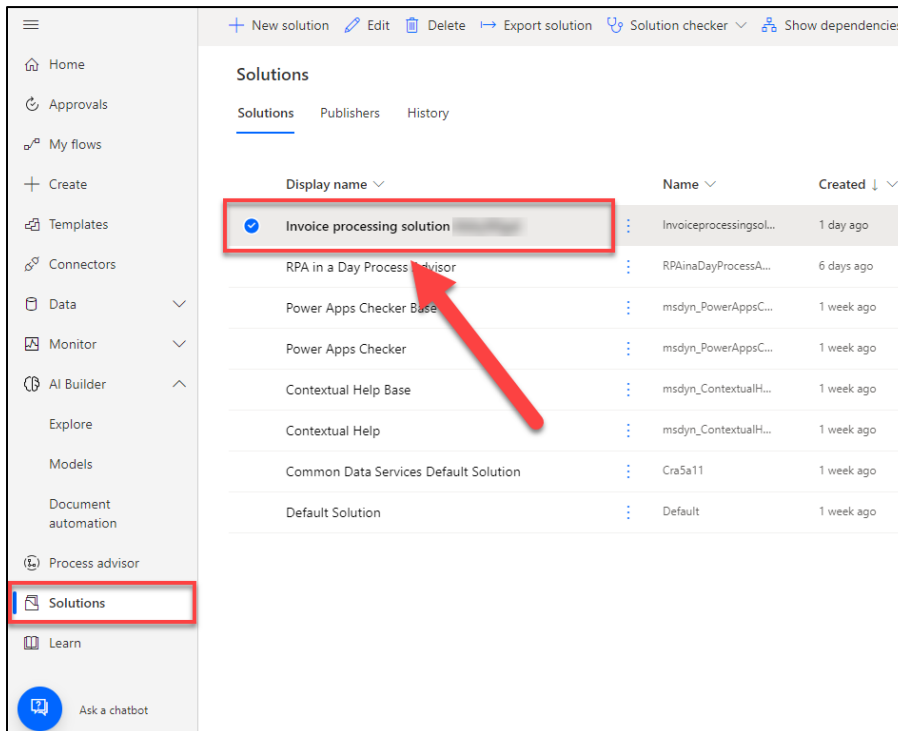 New solution Edit Delete Export solution Solution checker Show dependencies
Home
Approvals
My flows
Create
Templates
Connectors
Data
Monitor
AI Builder
Explore
Models
Document
automation
Process advisor
Solutions
Learn
Ask a chatbot
Solutions
Solutions Publishers History
Display name Name Created
Invoice processing solution Invoiceprocessingsol... 1 day ago
RPA in a Day Process Advisor RPAinaDayProcessA... 6 days ago
Power Apps Checker Base msdyn_PowerAppsC... 1 week ago
Power Apps Checker msdyn_PowerAppsC... 1 week ago
Contextual Help Base msdyn_ContextualH... 1 week ago
Contextual Help msdyn_ContextualH... 1 week ago
Common Data Services Default Solution Cra5a11 1 week ago
Default Solution Default 1 week ago